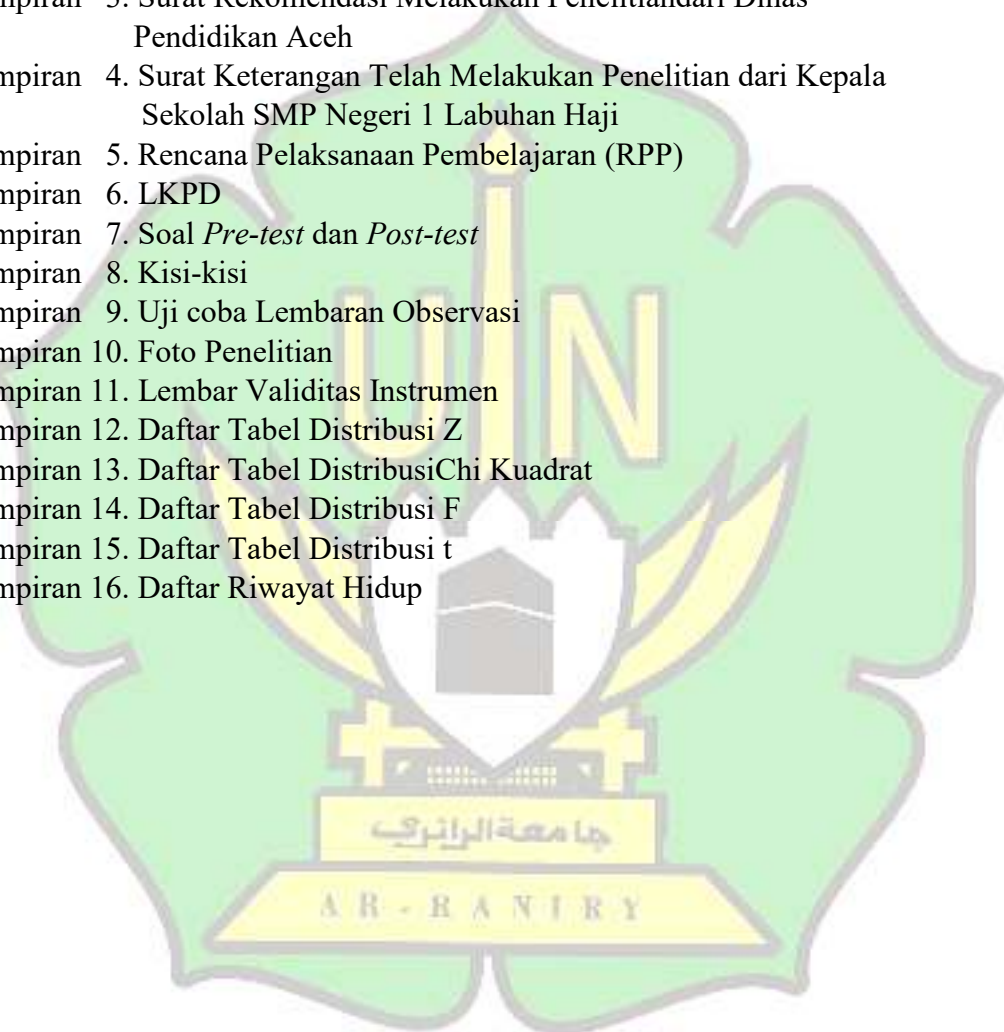 mpiran 3. Surat Rekomendasi Melakukan Penelitiandari Dinas
Pendidikan Aceh
mpiran 4. Surat Keterangan Telah Melakukan Penelitian dari Kepala
Sekolah SMP Negeri 1 Labuhan Haji
mpiran 5. Rencana Pelaksanaan Pembelajaran (RPP)
mpiran 6. LKPD
mpiran 7. Soal Pre-test dan Post-test
mpiran 8. Kisi-kisi
mpiran 9. Uji coba Lembaran Observasi
mpiran 10. Foto Penelitian
mpiran 11. Lembar Validitas Instrumen
mpiran 12. Daftar Tabel Distribusi Z
mpiran 13. Daftar Tabel DistribusiChi Kuadrat
mpiran 14. Daftar Tabel Distribusi F
mpiran 15. Daftar Tabel Distribusi t
mpiran 16. Daftar Riwayat Hidup
UIN
جامعة الرانري
AR-RANIRY